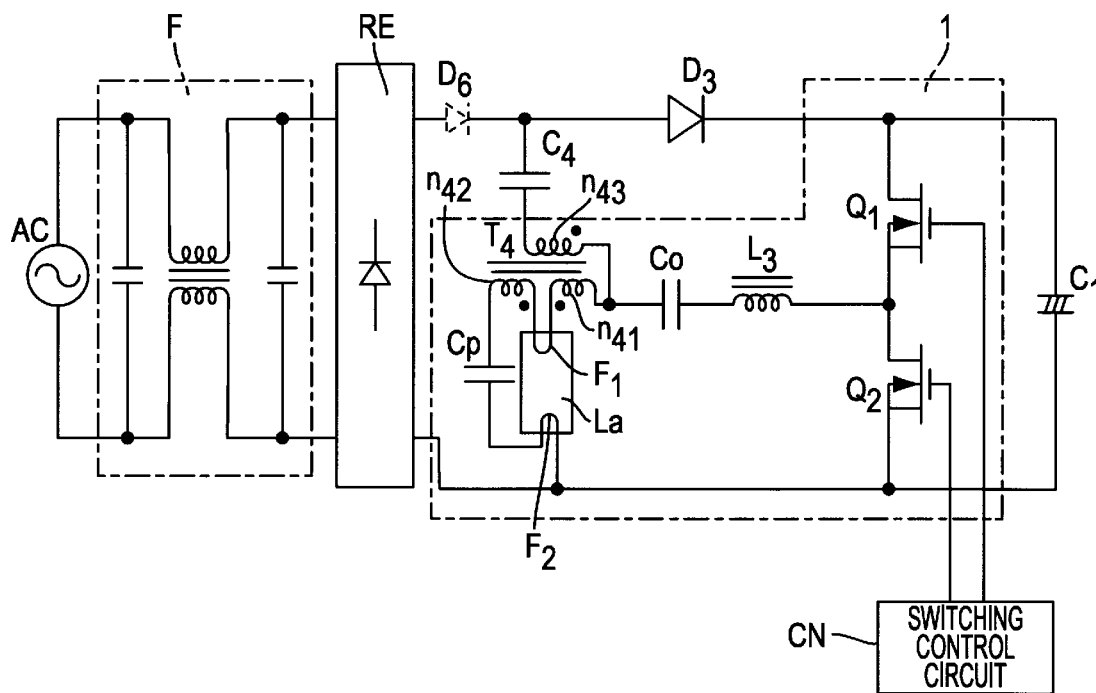 F
RE
1
D6
D3
C4
n42
n43
AC
T4
Q1
Co
L3
C1
n41
Cp
F1
Q2
La
F2
CN
SWITCHING
CONTROL
CIRCUIT